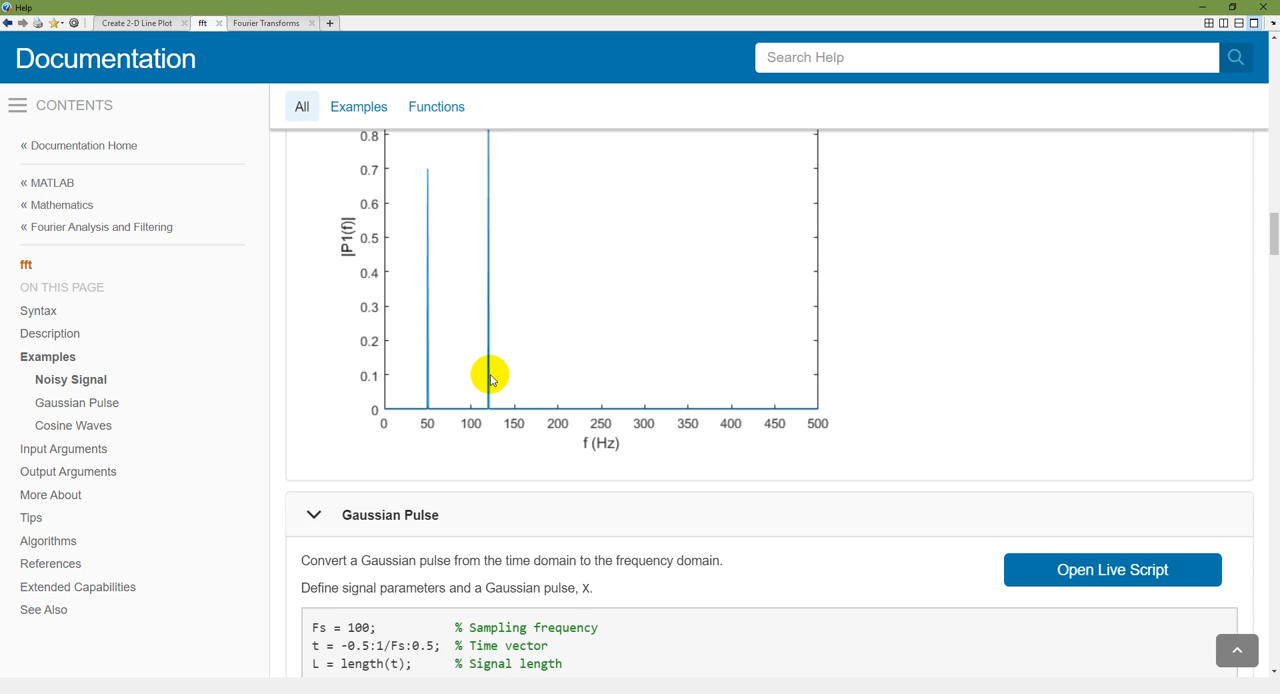 Help
Create 2-D Line Plot
fft
Fourier Transforms
Documentation
Search Help
CONTENTS
All
Examples
Functions
« Documentation Home
« MATLAB
« Mathematics
« Fourier Analysis and Filtering
fft
ON THIS PAGE
Syntax
Description
Examples
Noisy Signal
Gaussian Pulse
Cosine Waves
Input Arguments
Output Arguments
More About
Tips
Algorithms
References
Extended Capabilities
See Also
0.8
0.7
0.6
0.5
0.4
0.3
0.2
0.1
0
|P1(f)|
0 50 100 150 200 250 300 350 400 450 500
f (Hz)
Gaussian Pulse
Convert a Gaussian pulse from the time domain to the frequency domain.
Open Live Script
Define signal parameters and a Gaussian pulse, X.
Fs = 100; % Sampling frequency
t = -0.5:1/Fs:0.5; % Time vector
L = length(t); % Signal length